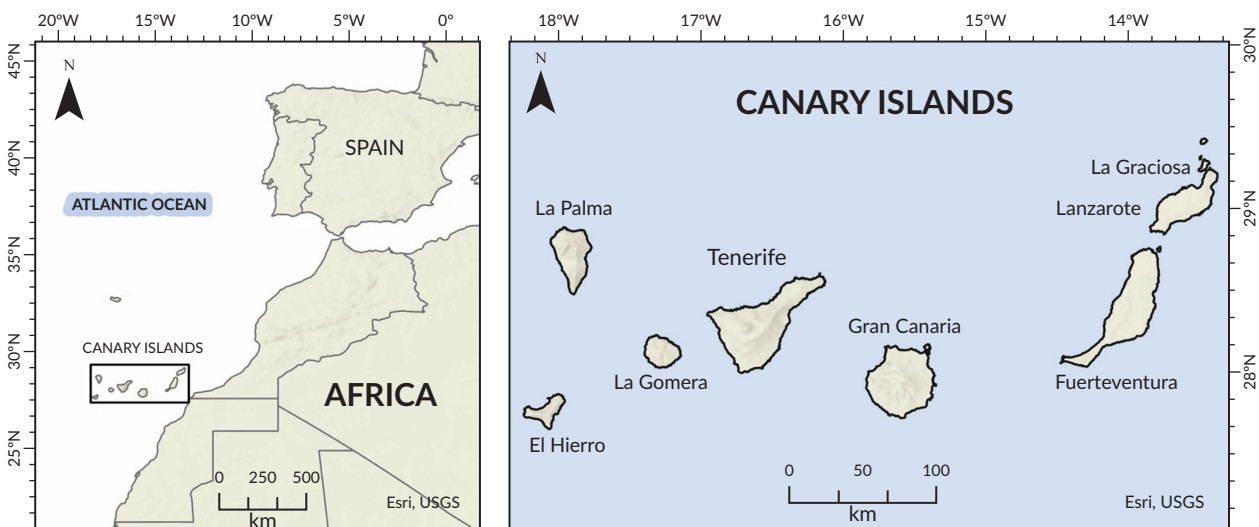 20°W 15°W 10°W 5°W 0°
45°N
40°N
35°N
30°N
25°N
N
SPAIN
ATLANTIC OCEAN
CANARY ISLANDS
AFRICA
0 250 500
km
Esri, USGS
18°W 17°W 16°W 15°W 14°W
30°N
29°N
28°N
N
CANARY ISLANDS
La Graciosa
Lanzarote
La Palma
Tenerife
Gran Canaria
La Gomera
Fuerteventura
El Hierro
0 50 100
km
Esri, USGS